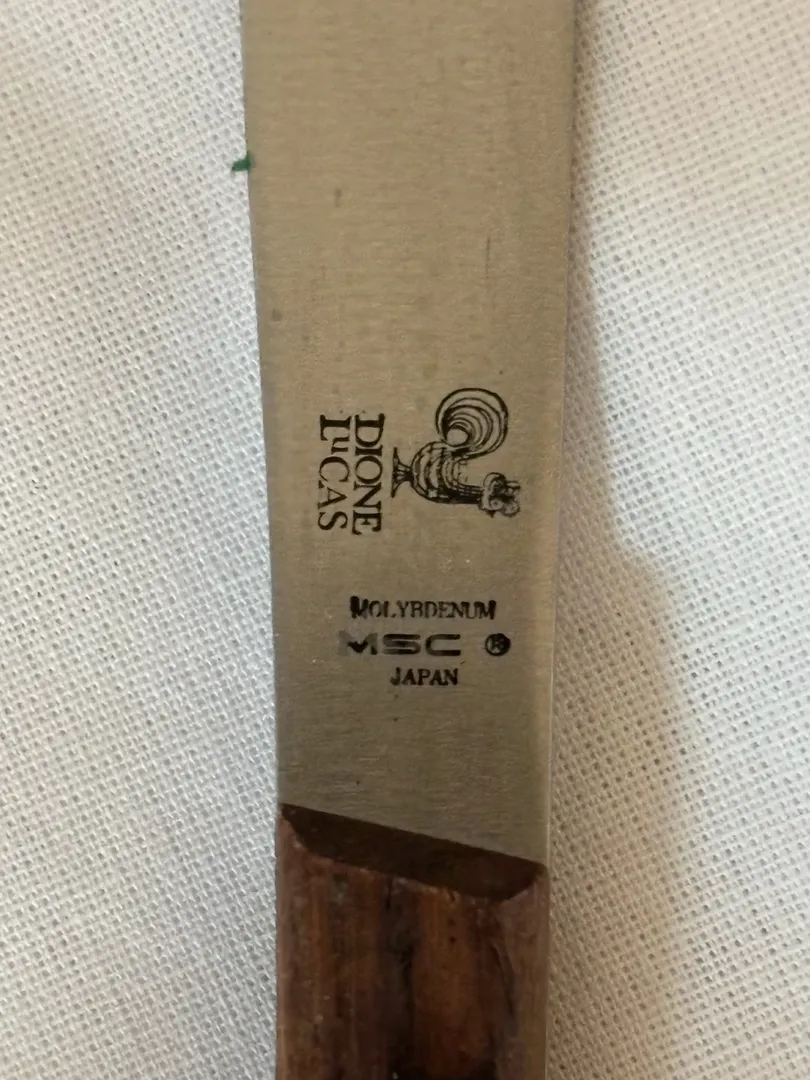 DIONE
LuCAS
MOLYBDENUM
MSC ®
JAPAN